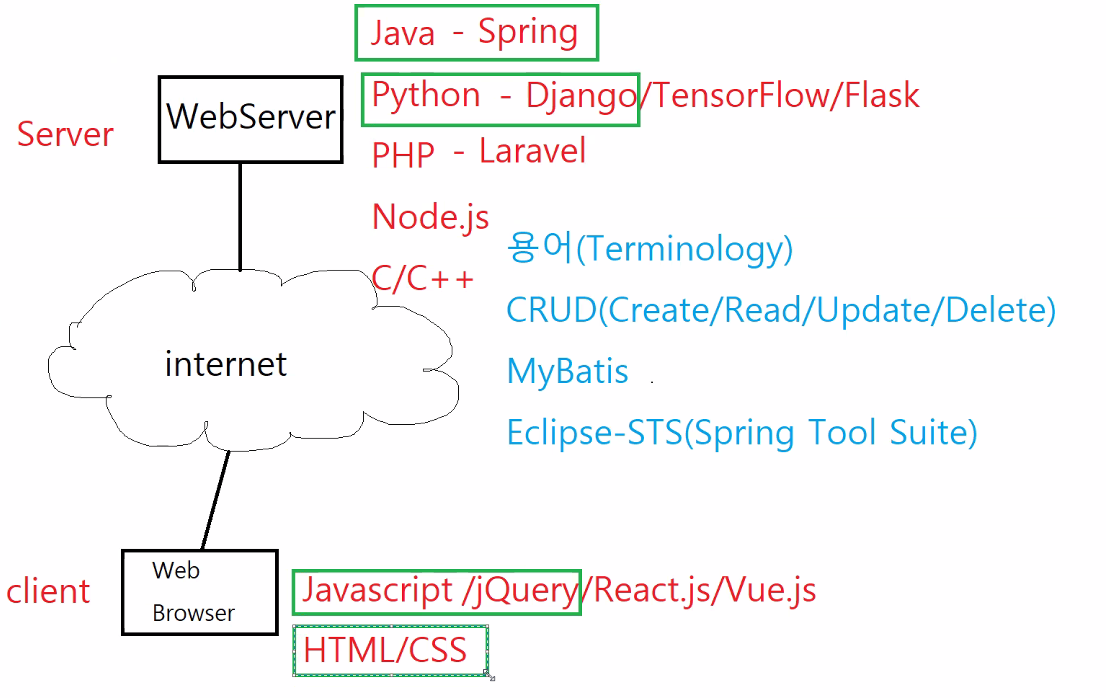 Java - Spring
Python - Django/TensorFlow/Flask
WebServer
Server
PHP - Laravel
Node.js
용어(Terminology)
C/C++
CRUD(Create/Read/Update/Delete)
internet
MyBatis .
Eclipse-STS(Spring Tool Suite)
Web
Browser
client
Javascript /jQuery/React.js/Vue.js
HTML/CSS